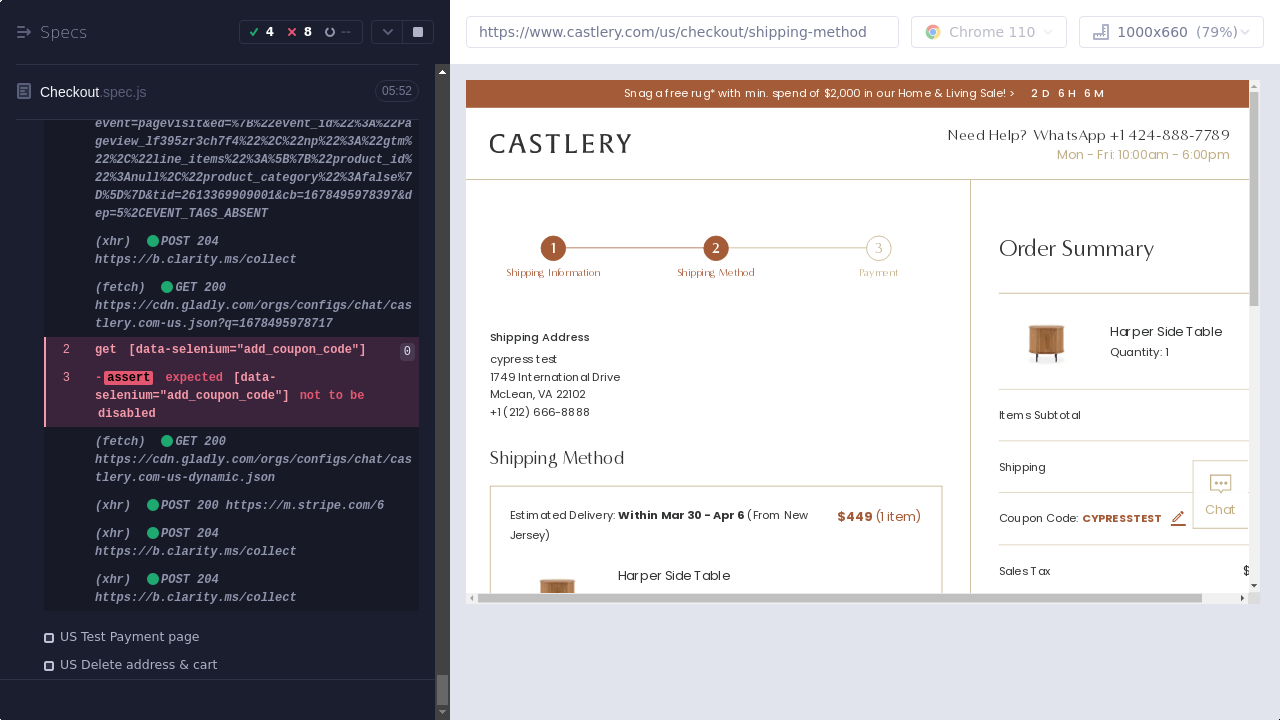 Specs
4
8
--
Checkout.spec.js
05:52
event=pagevisit&ed=%7B%22event_id%22%3A%22Pa
geview_lf395zr3ch7f4%22%2C%22np%22%3A%22gtm%
22%2C%22line_items%22%3A%5B%7B%22product_id%
22%3Anull%2C%22product_category%22%3Afalse%7
D%5D%7D&tid=2613369909001&cb=1678495978397&d
ep=5%2CEVENT_TAGS_ABSENT
(xhr) POST 204
https://b.clarity.ms/collect
(fetch) GET 200
https://cdn.gladly.com/orgs/configs/chat/cas
tlery.com-us.json?q=1678495978717
2 get [data-selenium="add_coupon_code"] 0
3 -assert expected [data-
selenium="add_coupon_code"] not to be
disabled
(fetch) GET 200
https://cdn.gladly.com/orgs/configs/chat/cas
tlery.com-us-dynamic.json
(xhr) POST 200 https://m.stripe.com/6
(xhr) POST 204
https://b.clarity.ms/collect
(xhr) POST 204
https://b.clarity.ms/collect
US Test Payment page
US Delete address & cart
https://www.castlery.com/us/checkout/shipping-method
Chrome 110
1000x660 (79%)
Snag a free rug* with min. spend of $2,000 in our Home & Living Sale! > 2 D 6 H 6 M
CASTLERY
Need Help? WhatsApp +1 424-888-7789
Mon - Fri: 10:00am - 6:00pm
1
2
3
Shipping Information
Shipping Method
Payment
Shipping Address
cypress test
1749 International Drive
McLean, VA 22102
+1 (212) 666-8888
Shipping Method
Estimated Delivery: Within Mar 30 - Apr 6 (From New
Jersey)
$449 (1 item)
Harper Side Table
Order Summary
Harper Side Table
Quantity: 1
Items Subtotal
Shipping
Coupon Code: CYPRESSTEST
Chat
Sales Tax
$